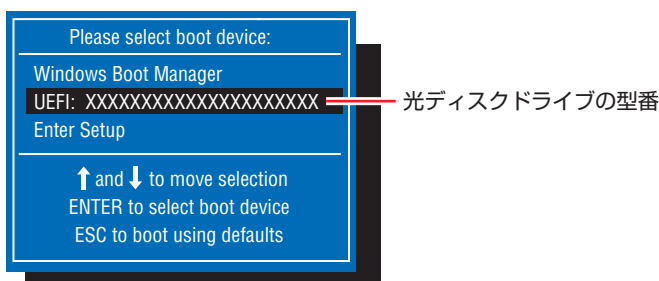 Please select boot device:
Windows Boot Manager
UEFI: XXXXXXXXXXXXXXXXXXXXX
光ディスクドライブの型番
Enter Setup
↑ and ↓ to move selection
ENTER to select boot device
ESC to boot using defaults